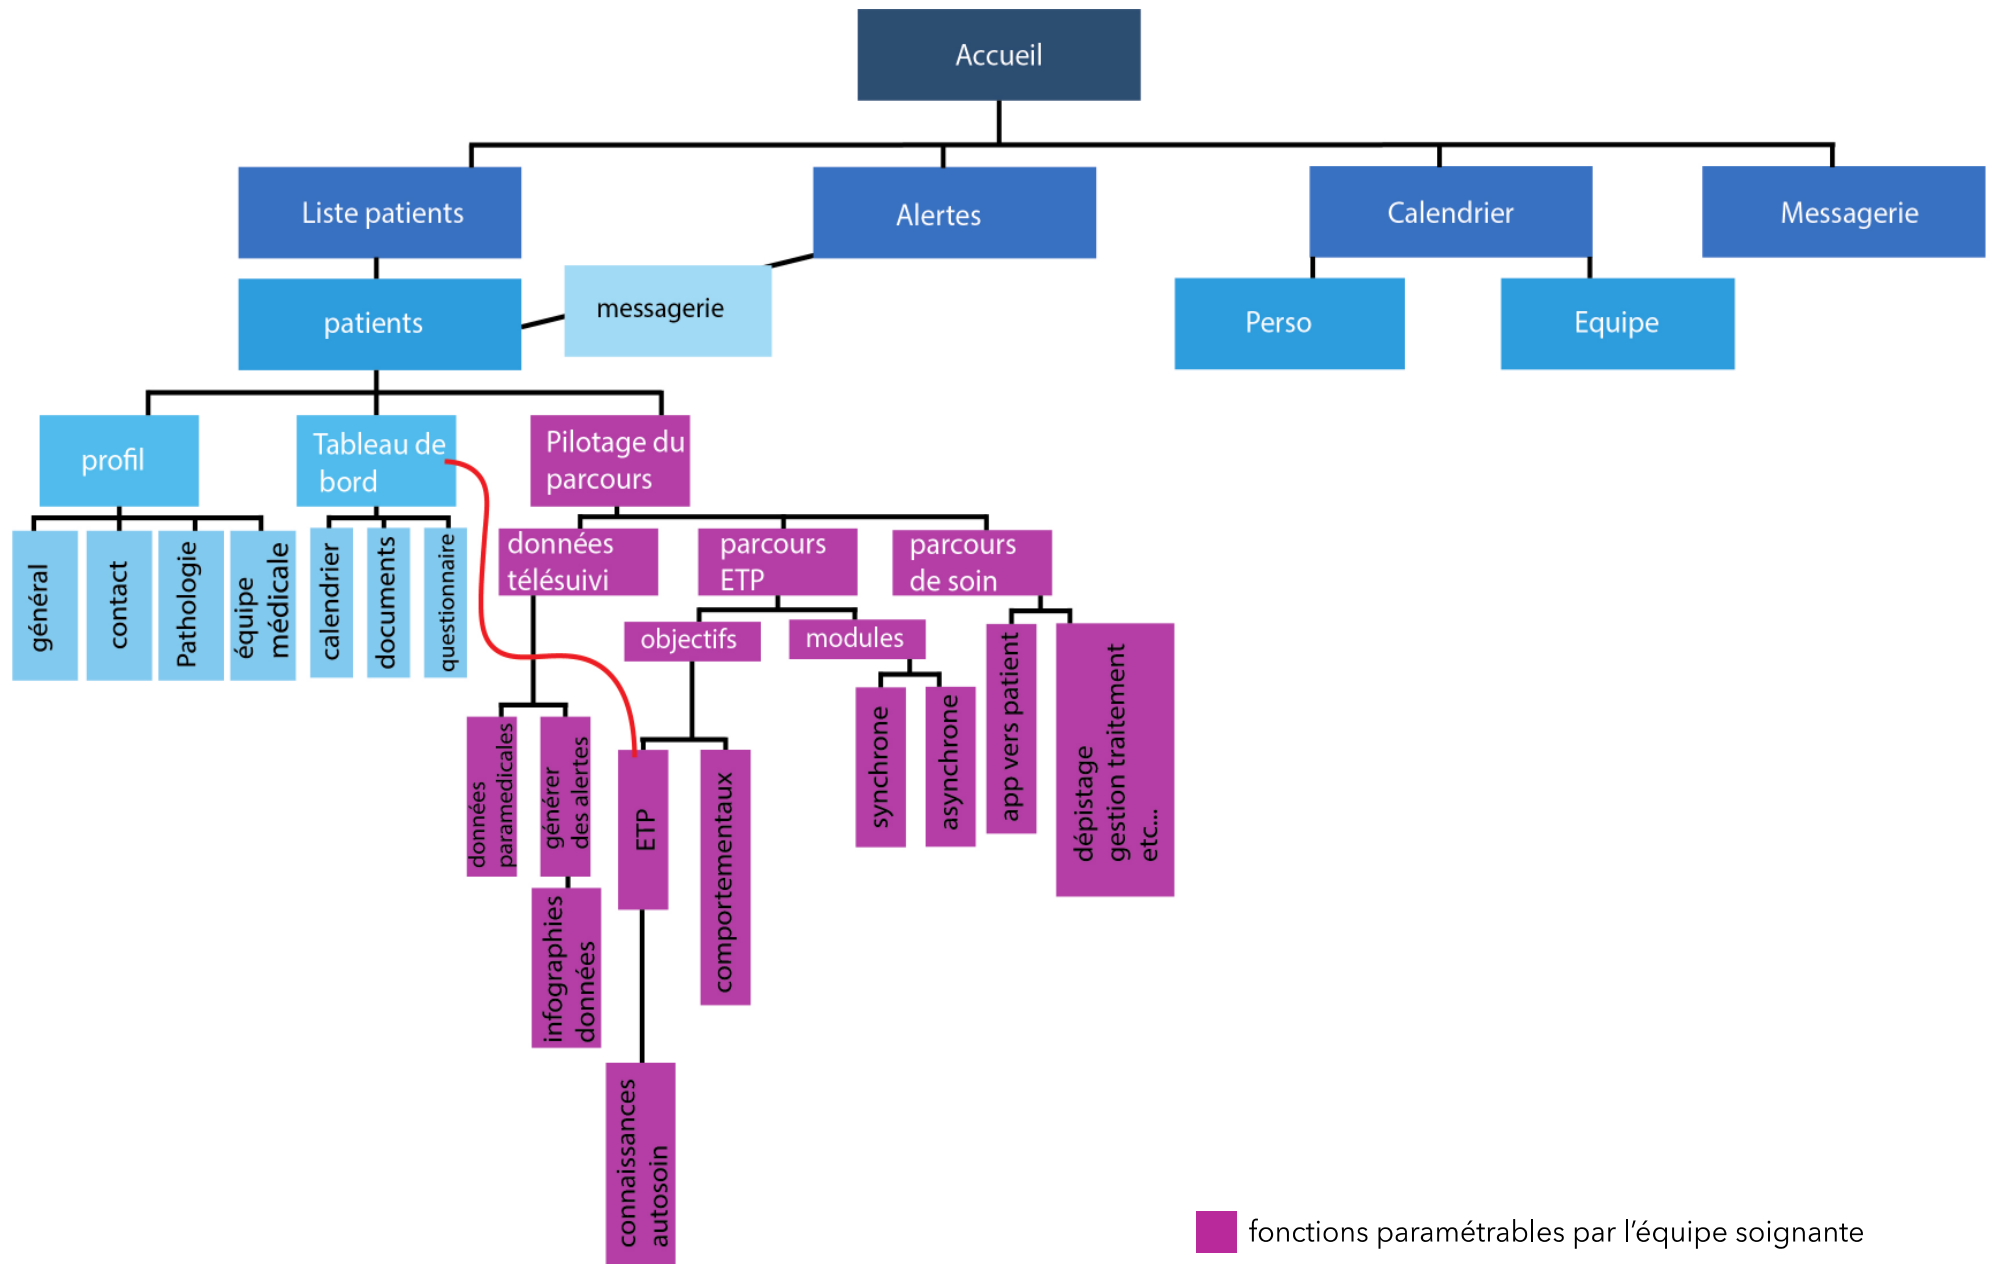 Accueil
Liste patients
Alertes
Calendrier
Messagerie
patients
messagerie
Perso
Equipe
profil
Tableau de
bord
Pilotage du
parcours
général
contact
Pathologie
équipe
médicale
calendrier
documents
questionnaire
données
télésuivi
parcours
ETP
parcours
de soin
objectifs
modules
synchrone
asynchrone
app vers patient
dépistage
gestion traitement
etc...
données
paramedicales
générer
des alertes
ETP
comportementaux
infographies
données
connaissances
autosoin
fonctions paramétrables par l'équipe soignante